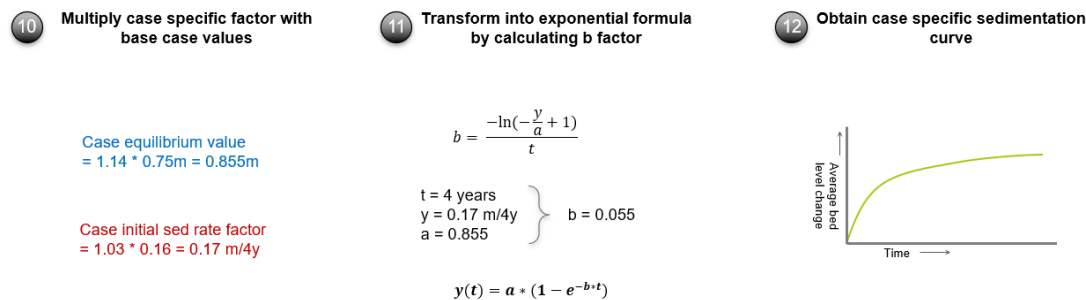 10 Multiply case specific factor with
base case values
Case equilibrium value
= 1.14 * 0.75m = 0.855m
Case initial sed rate factor
= 1.03 * 0.16 = 0.17 m/4y
11 Transform into exponential formula
by calculating b factor
b = −ln(−y/a + 1)/t
t = 4 years
y = 0.17 m/4y
a = 0.855
b = 0.055
y(t) = a ∗ (1 − e^−b∗t)
12 Obtain case specific sedimentation
curve
Average bed
level change
Time